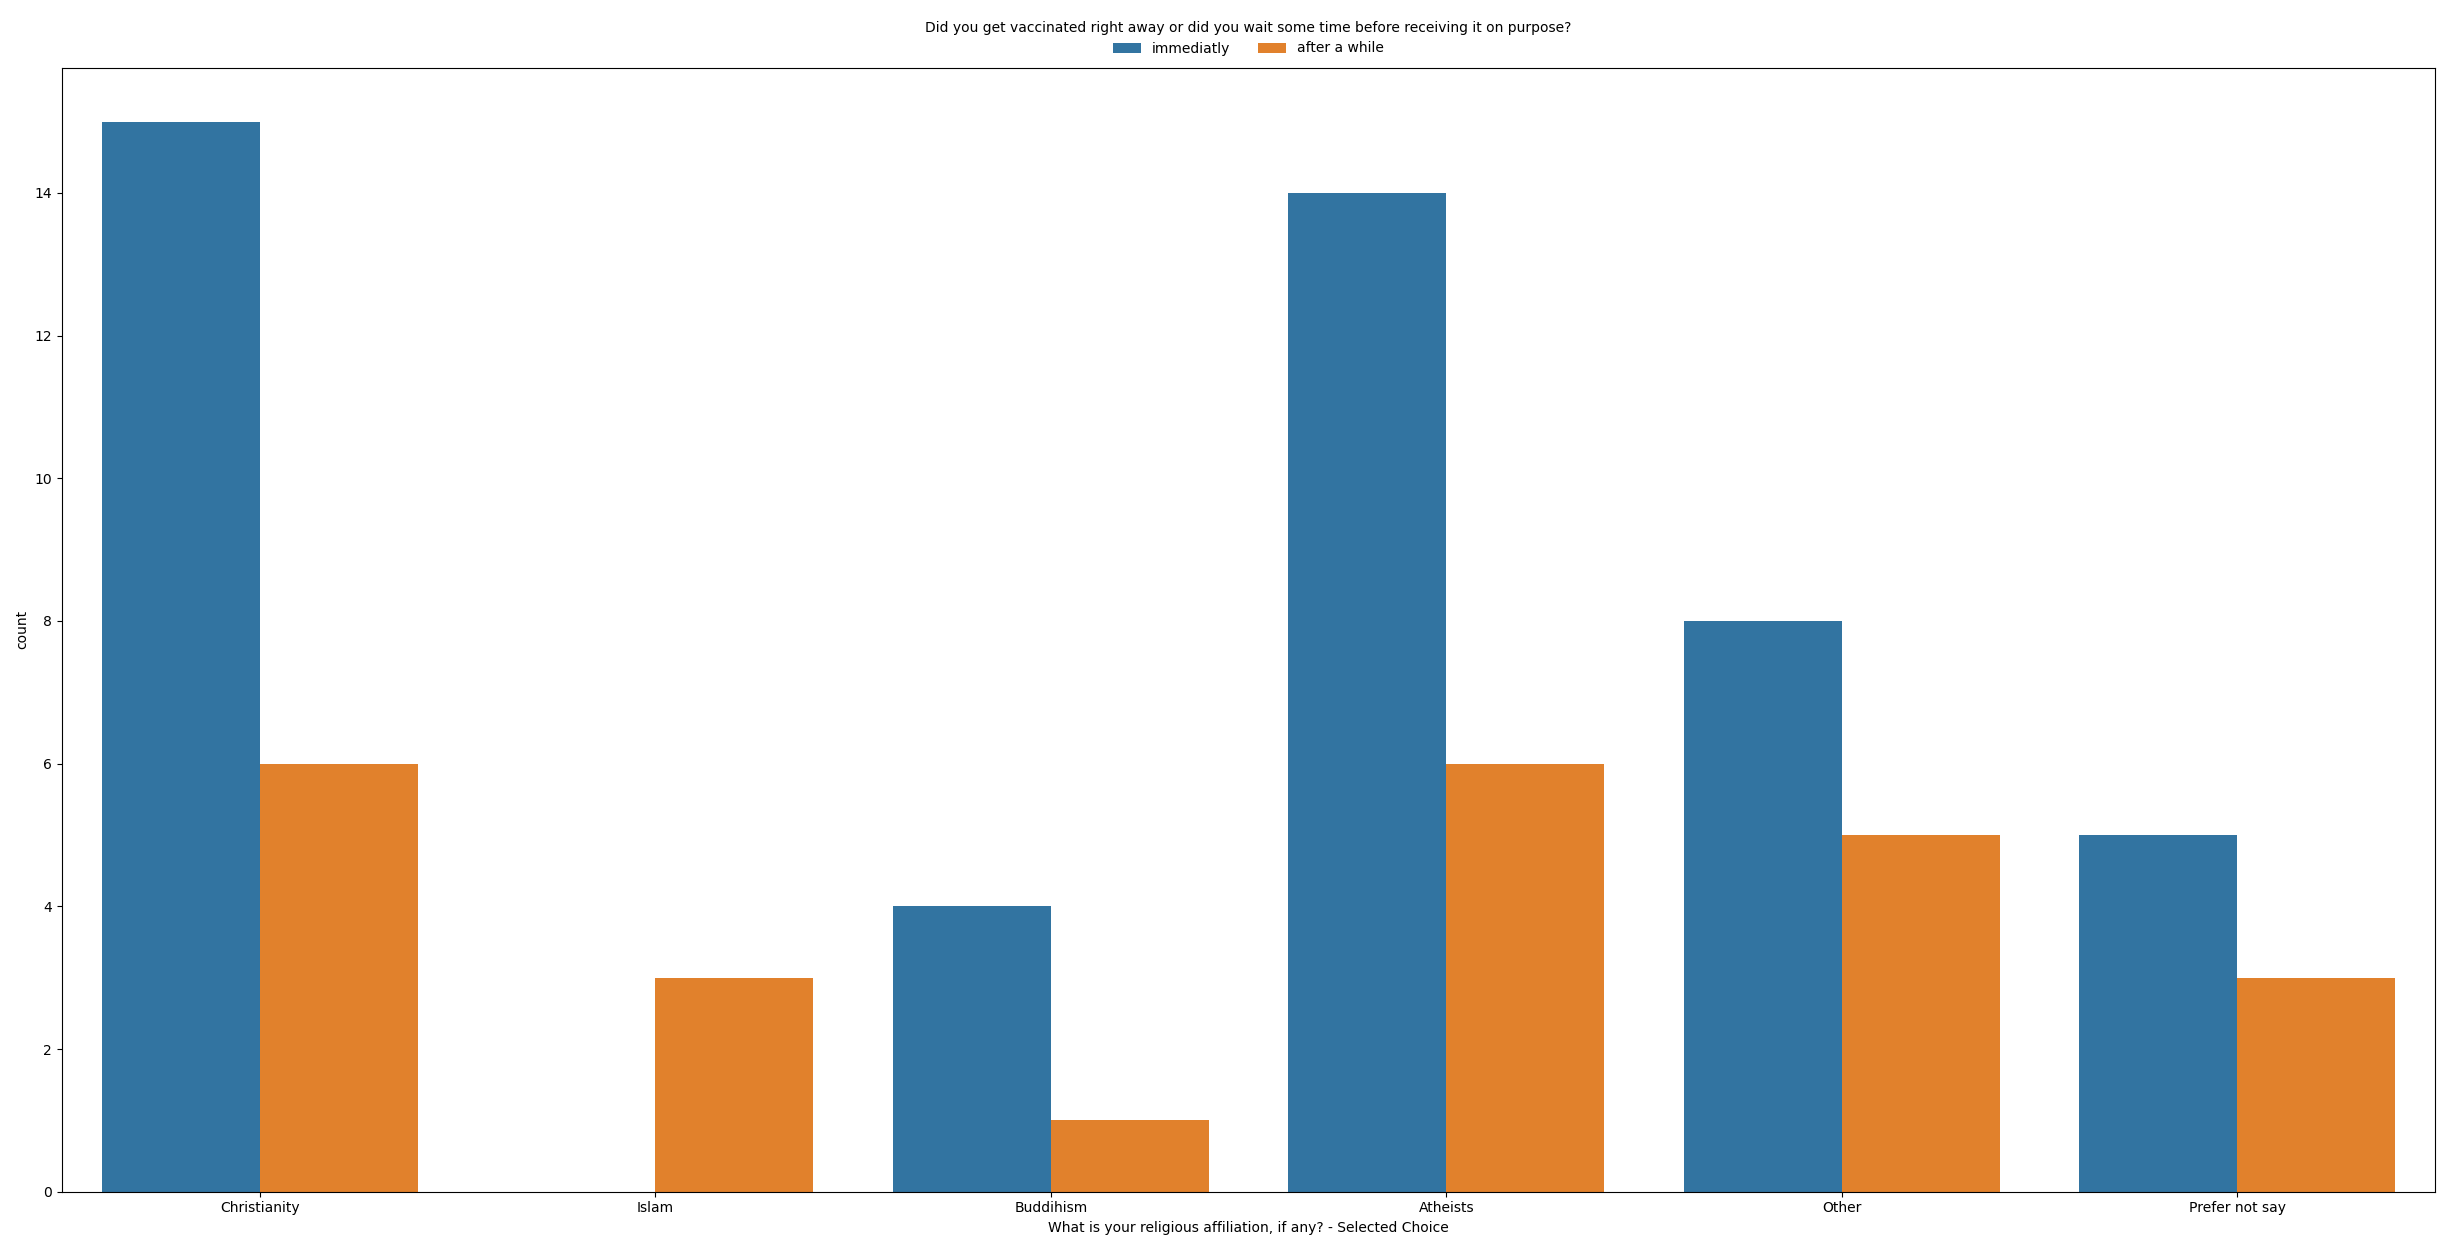 Did you get vaccinated right away or did you wait some time before receiving it on purpose?
immediatly after a while
14
12
10
8
6
4
2
0
count
Christianity Islam Buddihism Atheists Other Prefer not say
What is your religious affiliation, if any? - Selected Choice